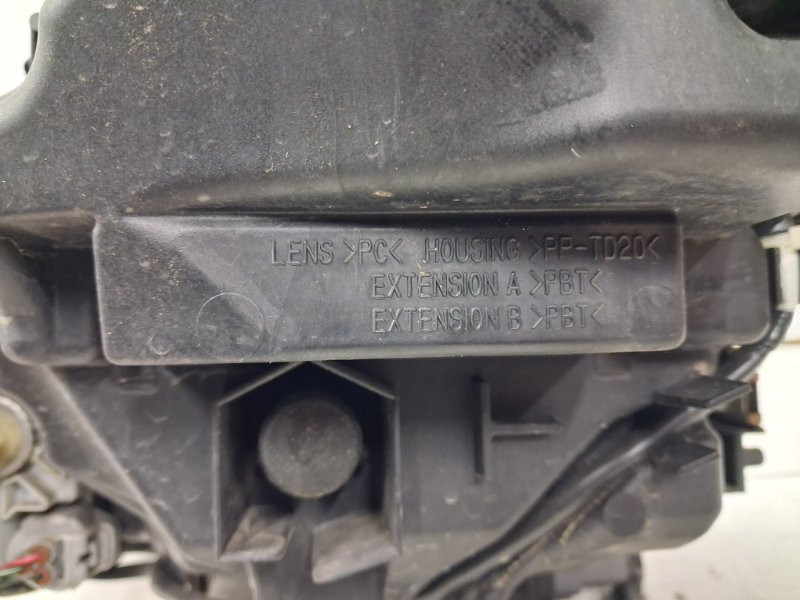 LENS >PC< HOUSING >PP-TD20<
EXTENSION A >PBT<
EXTENSION B >PBT<